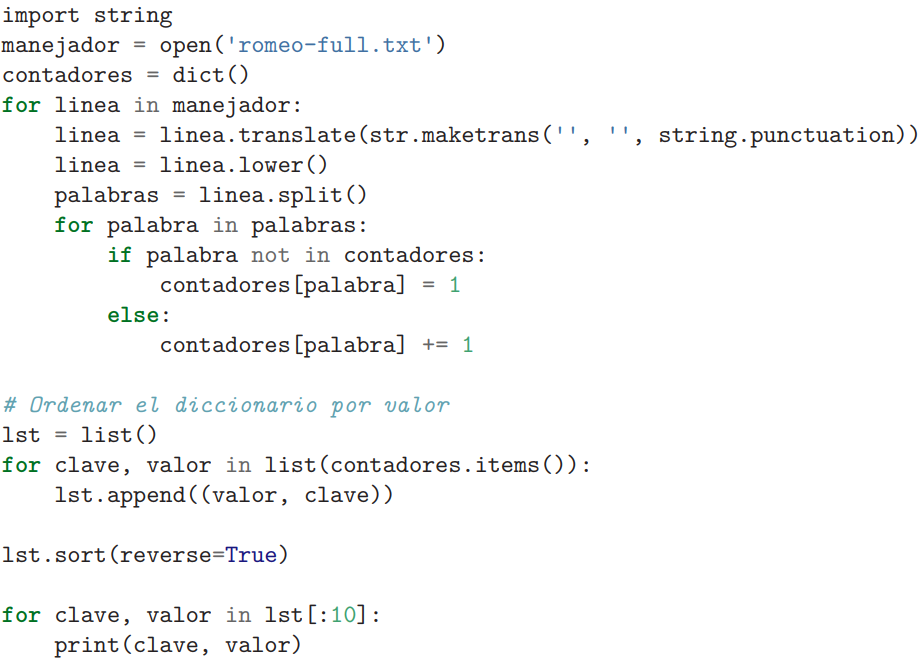 import string
manejador = open('romeo-full.txt')
contadores = dict()
for linea in manejador:
    linea = linea.translate(str.maketrans('', '', string.punctuation))
    linea = linea.lower()
    palabras = linea.split()
    for palabra in palabras:
        if palabra not in contadores:
            contadores[palabra] = 1
        else:
            contadores[palabra] += 1

# Ordenar el diccionario por valor
lst = list()
for clave, valor in list(contadores.items()):
    lst.append((valor, clave))

lst.sort(reverse=True)

for clave, valor in lst[:10]:
    print(clave, valor)